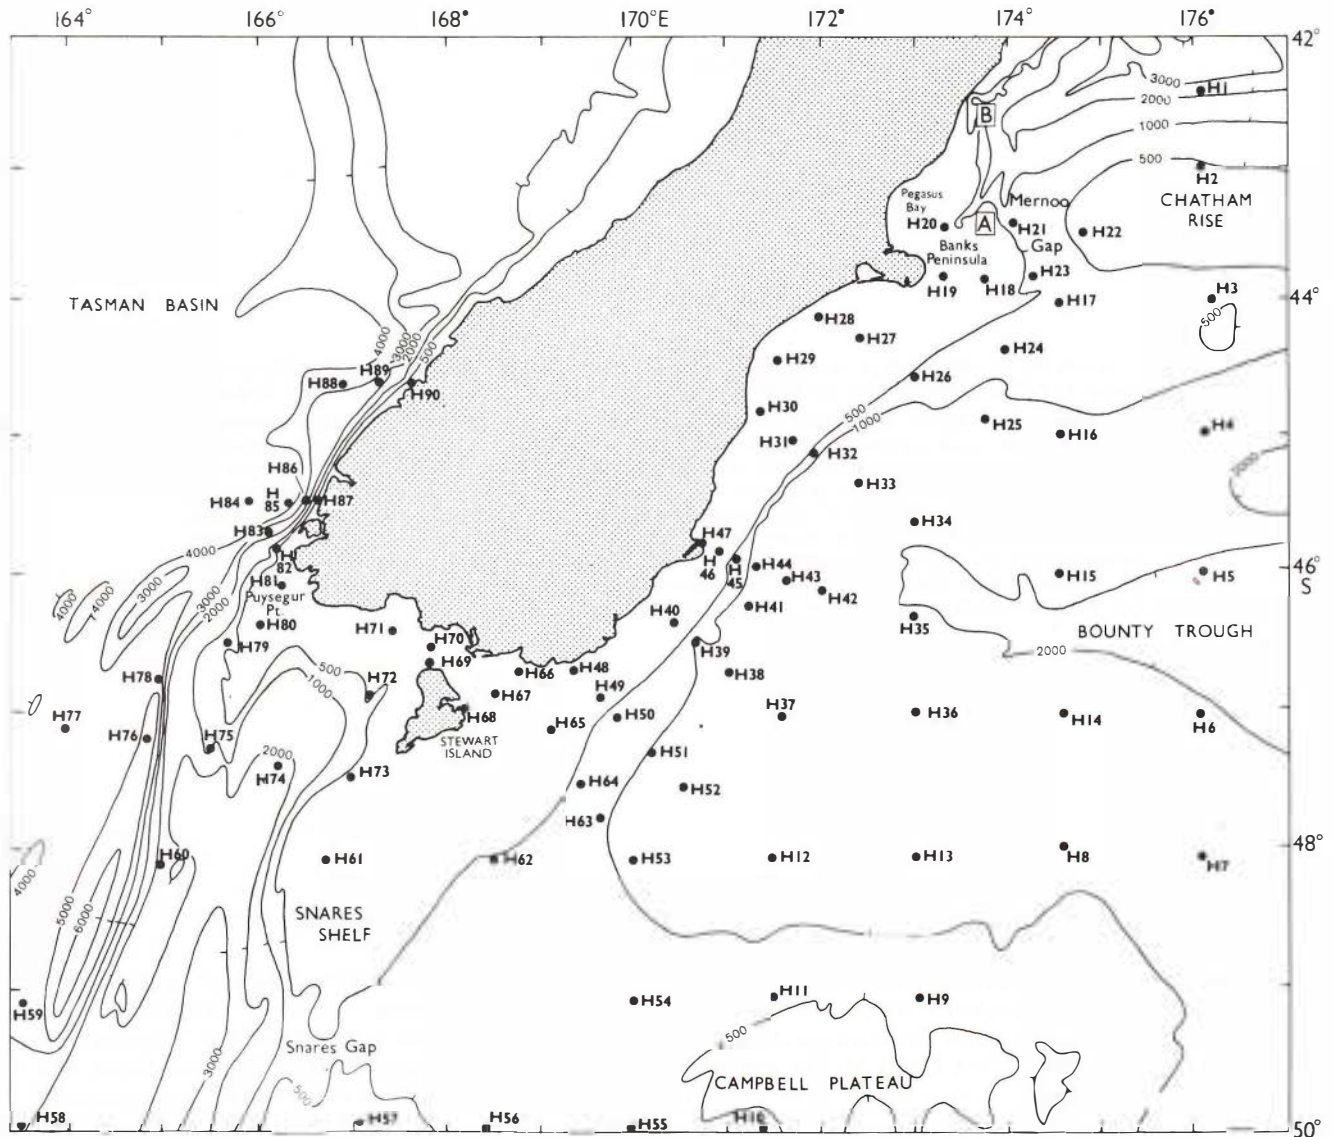 164° 166° 168° 170°E 172° 174° 176°
42°
3000 H1
2000
B
1000
500
H2
CHATHAM
RISE
Pegasus
Bay
Mernoo
H20 A H21 H22
Banks
Peninsula
Gap
H23
H19 H18 H17 H3
44°
500
TASMAN BASIN
H28
4000
3000
2000
500
H27
H29 H24
H88 H89 H90 H26
H30
500
1000
H25 H16 H4
H31 H32
2000
H86
H84 H
85
H87 H33
H83 H34
4000
H
82
H47
H
46
H
45
H44 H43 H42
H15 H5
46°
S
H81
Puysegur
Pt.
4000
4000
3000
3000
2000
H80 H41
H71 H40 H35
BOUNTY TROUGH
H79 H70 H39
2000
500
H69 H66 H48 H38
1000
H78 H72 H67 H49
H77 H68 H50 H37 H36 H14 H6
H76 H75 H65
STEWART
ISLAND
2000
H74 H73 H51
H64 H52
H63
H60 H61 H62 H53 H12 H13 H8 H7
48°
4000
5000
6000
SNARES
SHELF
H59 H54 H11 H9
500
Snares Gap
3000
500
CAMPBELL PLATEAU
H58 H57 H56 H55 H10
50°